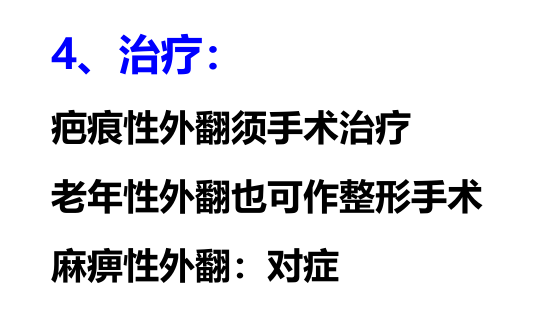 4、治疗：
疤痕性外翻须手术治疗
老年性外翻也可作整形手术
麻痹性外翻：对症